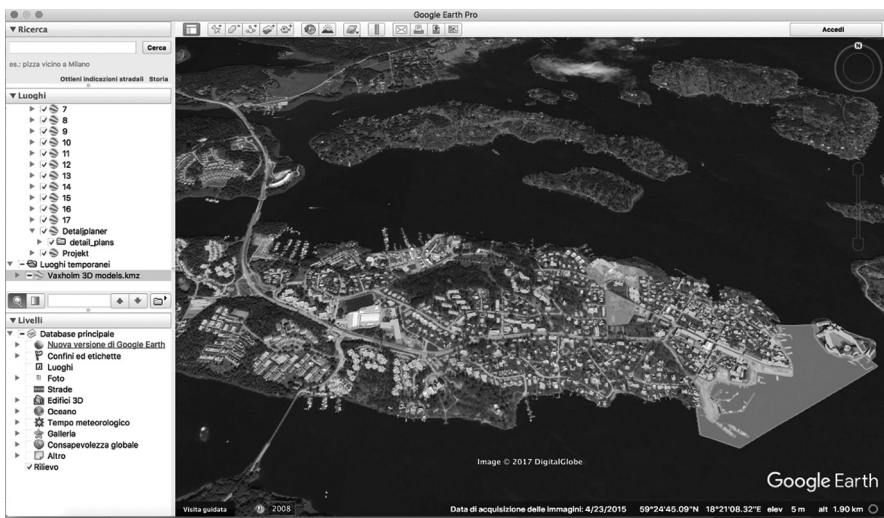 Google Earth Pro
Ricerca
Cerca
es.: pizza vicino a Milano
Ottieni indicazioni stradali Storia
Luoghi
7
8
9
10
11
12
13
14
15
16
17
Detaljplaner
detail_plans
Projekt
Luoghi temporanei
Vaxholm 3D models.kmz
Livelli
Database principale
Nuova versione di Google Earth
Confini ed etichette
Luoghi
Foto
Strade
Edifici 3D
Oceano
Tempo meteorologico
Galleria
Consapevolezza globale
Altro
Rilievo
Accedi
N
Image © 2017 DigitalGlobe
Google Earth
Visita guidata 2008 Data di acquisizione delle immagini: 4/23/2015 59°24'45.09"N 18°21'08.32"E elev 5 m alt 1.90 km